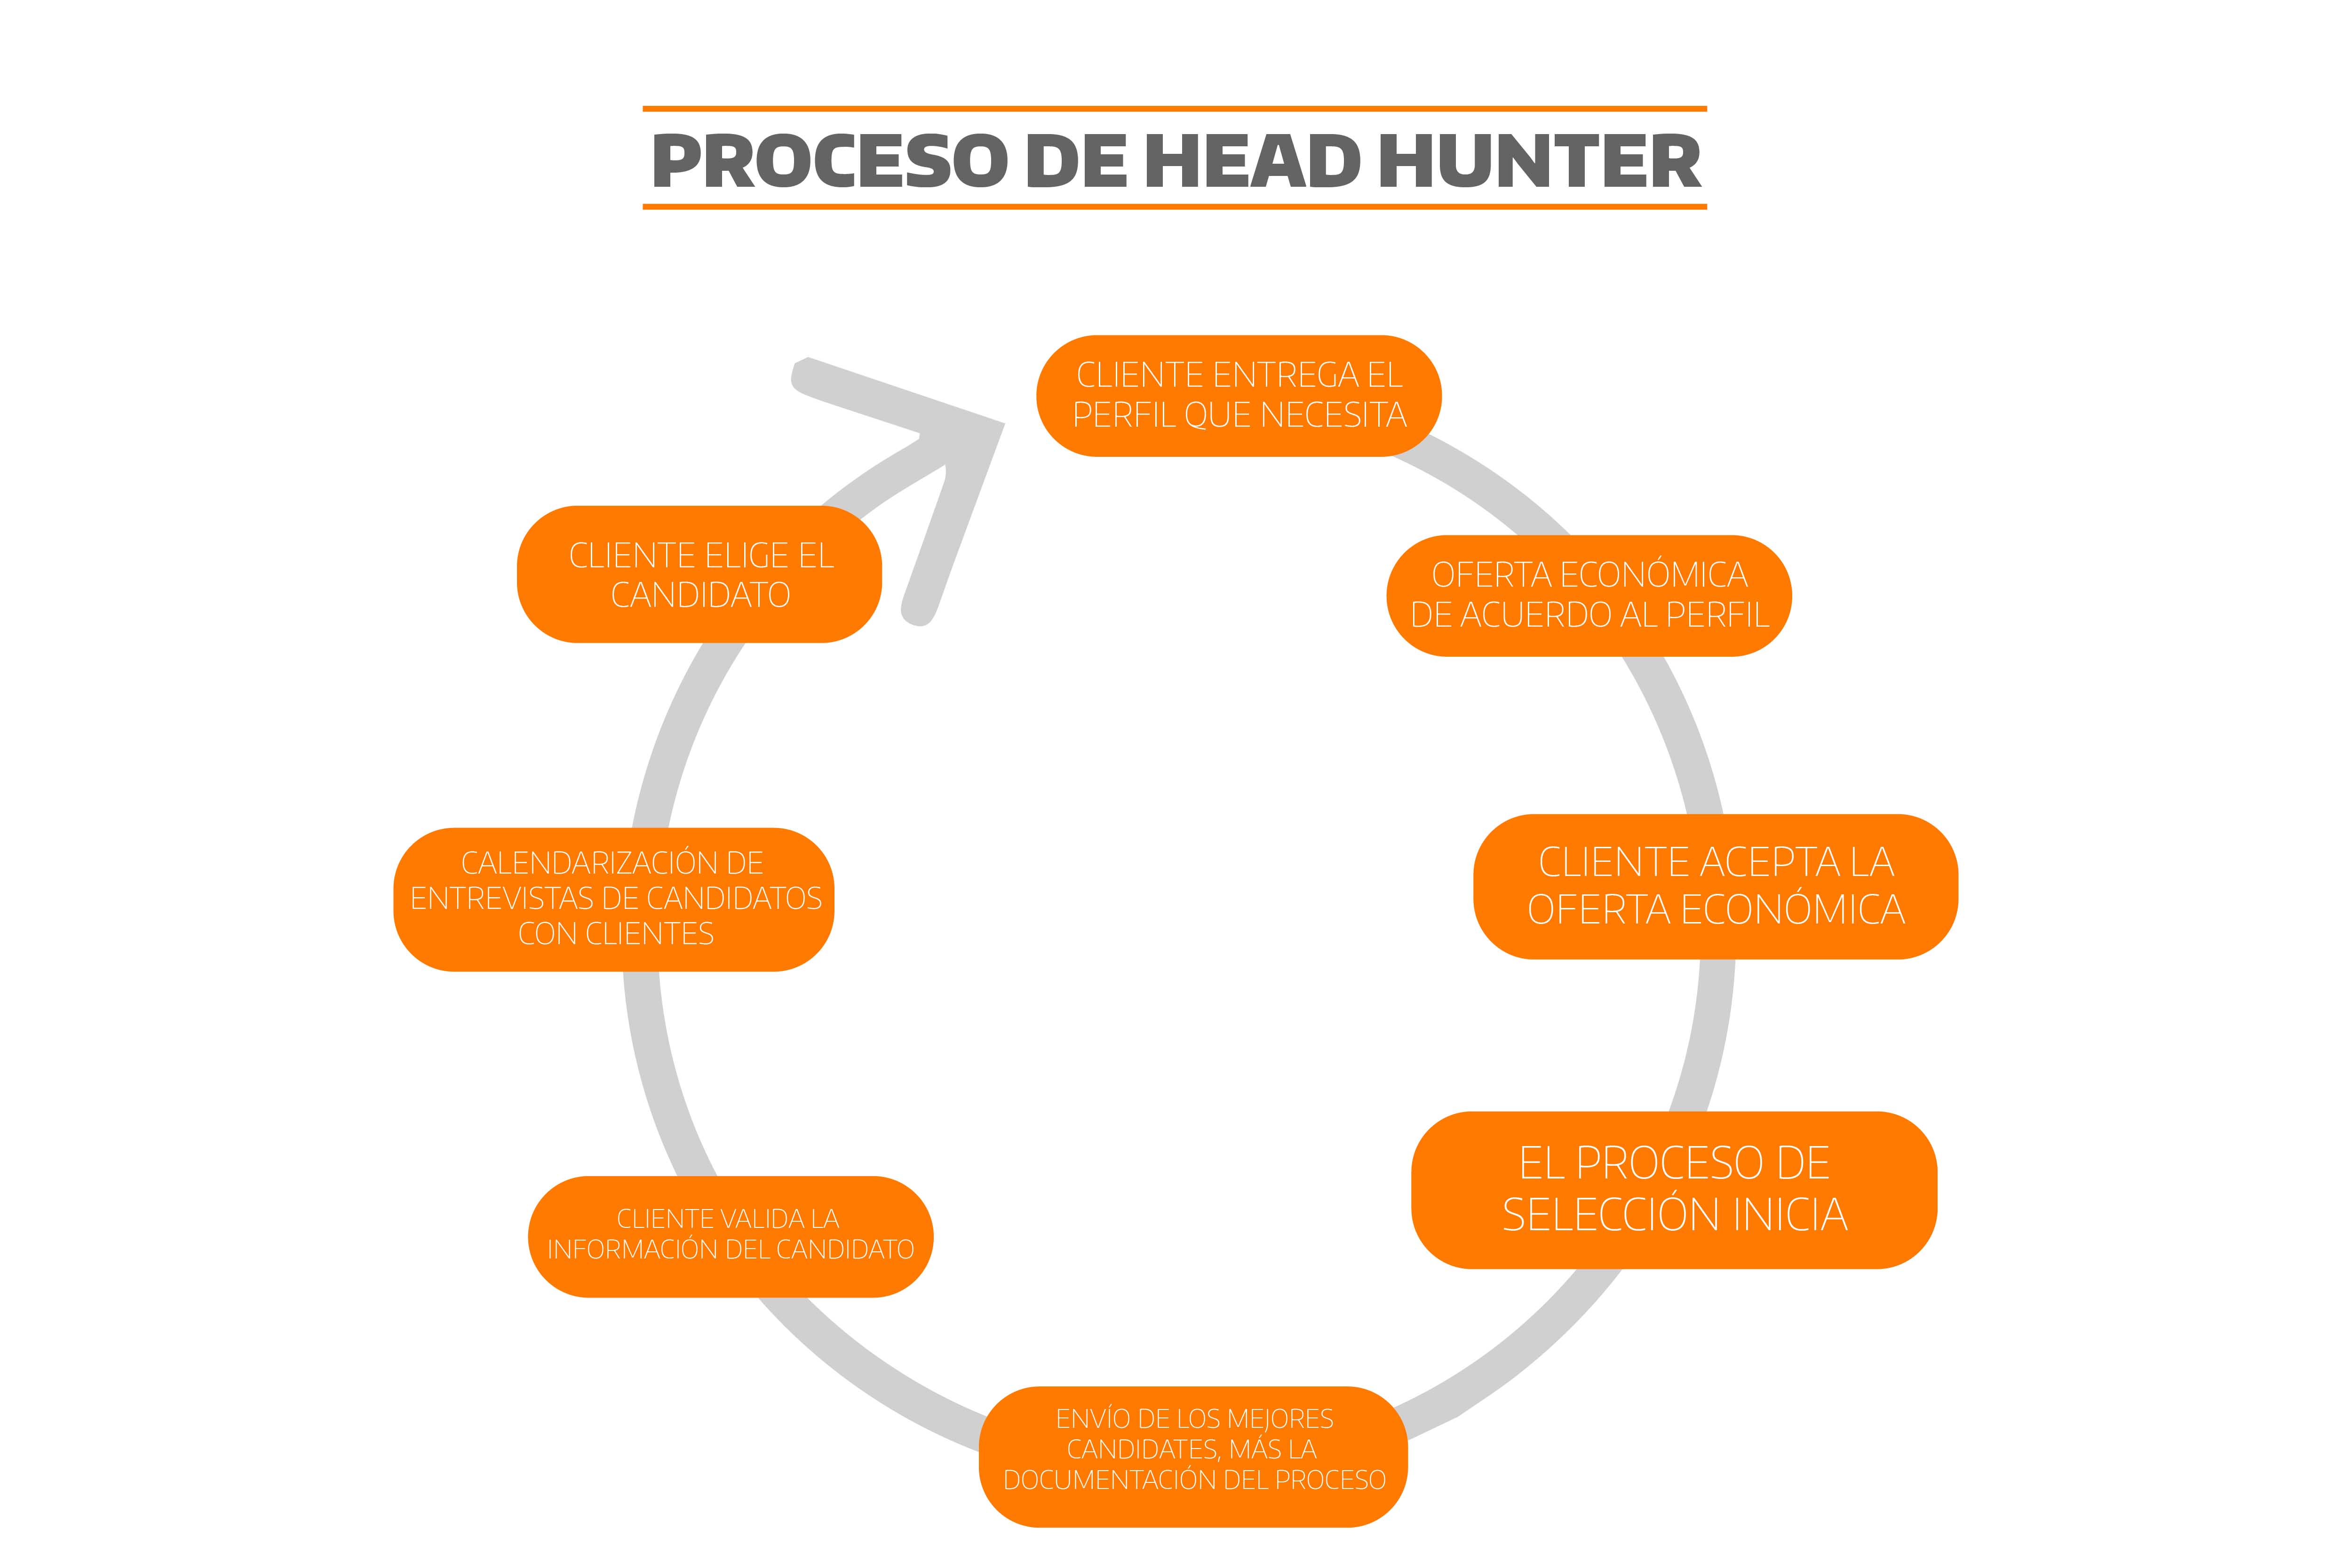 PROCESO DE HEAD HUNTER
CLIENTE ENTREGA EL
PERFIL QUE NECESITA
OFERTA ECONÓMICA
DE ACUERDO AL PERFIL
CLIENTE ACEPTA LA
OFERTA ECONÓMICA
EL PROCESO DE
SELECCIÓN INICIA
ENVÍO DE LOS MEJORES
CANDIDATES, MÁS LA
DOCUMENTACIÓN DEL PROCESO
CLIENTE VALIDA LA
INFORMACIÓN DEL CANDIDATO
CALENDARIZACIÓN DE
ENTREVISTAS DE CANDIDATOS
CON CLIENTES
CLIENTE ELIGE EL
CANDIDATO